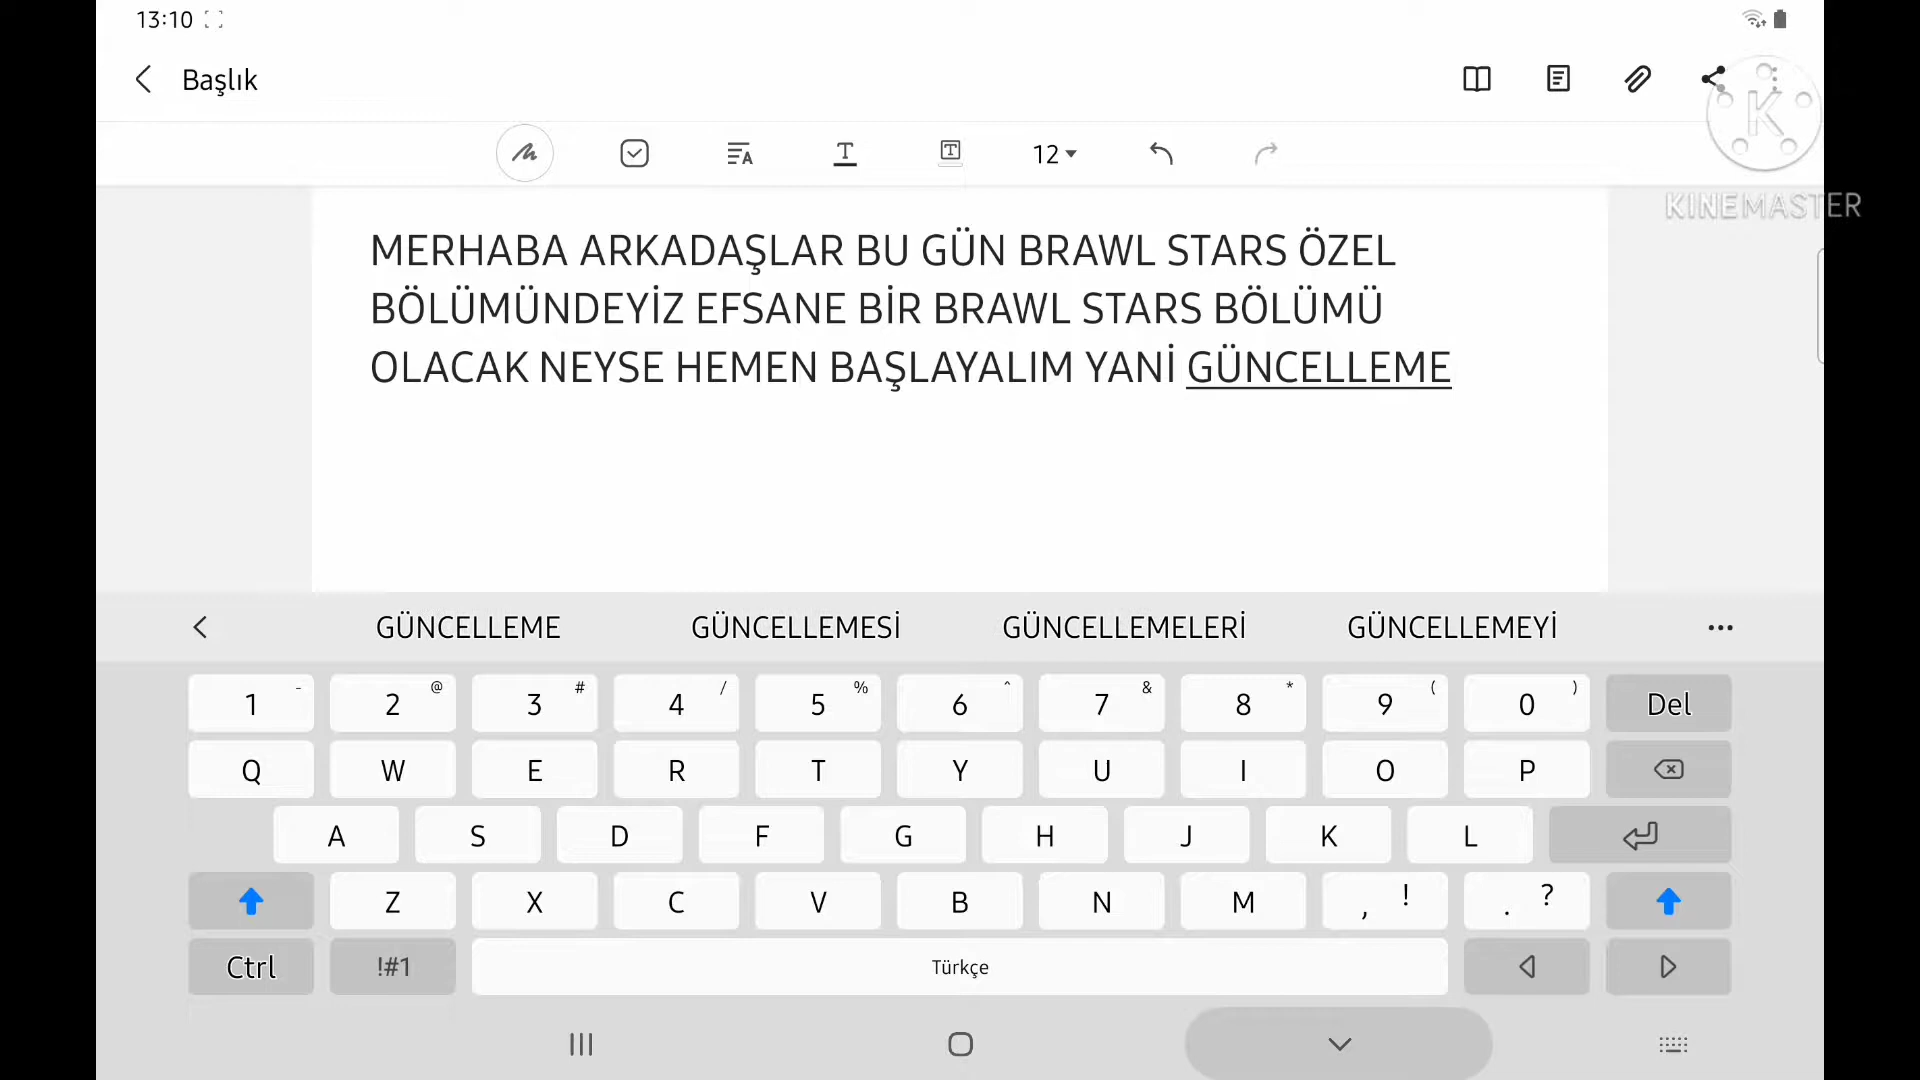 13:10
Başlık
12
K
KINEMASTER
MERHABA ARKADAŞLAR BU GÜN BRAWL STARS ÖZEL
BÖLÜMÜNDEYİZ EFSANE BİR BRAWL STARS BÖLÜMÜ
OLACAK NEYSE HEMEN BAŞLAYALIM YANİ GÜNCELLEME
GÜNCELLEME GÜNCELLEMESİ GÜNCELLEMELERİ GÜNCELLEMEYİ ...
1 - 2 @ 3 # 4 / 5 % 6 ^ 7 & 8 * 9 ( 0 ) Del
Q W E R T Y U I O P
A S D F G H J K L
Z X C V B N M , ! . ?
Ctrl !#1 Türkçe